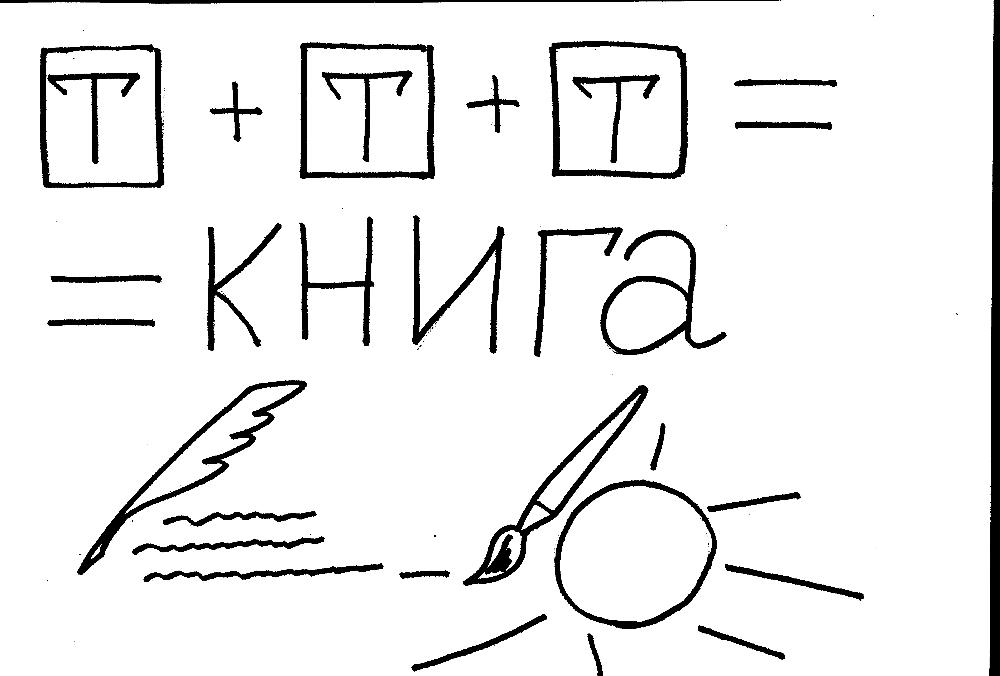 Т + Т + Т =
= КНИГа